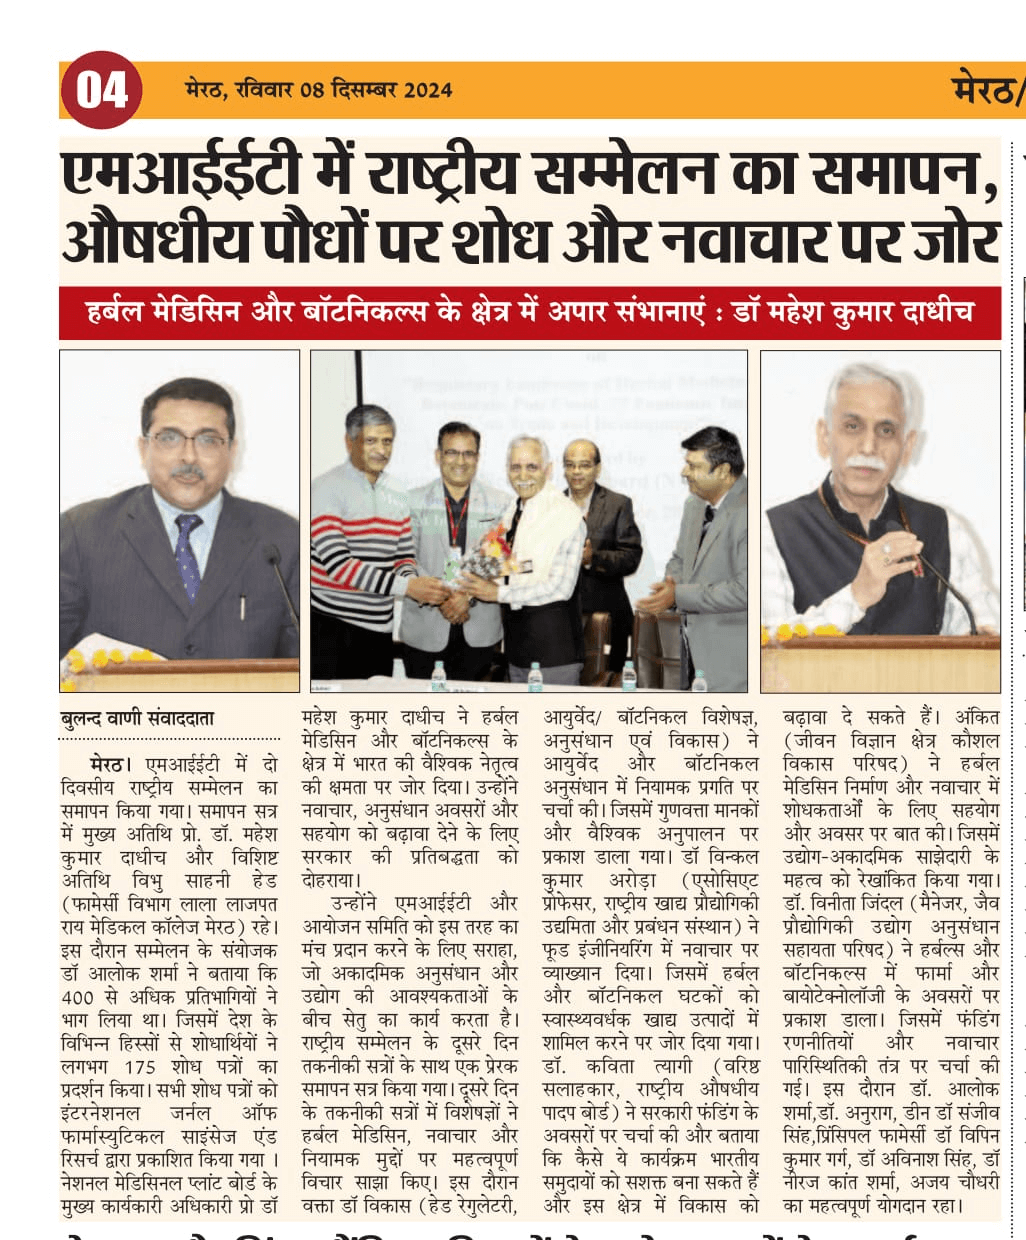 04
मेरठ, रविवार 08 दिसम्बर 2024
मेरठ/
एमआईईटी में राष्ट्रीय सम्मेलन का समापन,
औषधीय पौधों पर शोध और नवाचार पर जोर
हर्बल मेडिसिन और बॉटनिकल्स के क्षेत्र में अपार संभानाएं : डॉ महेश कुमार दाधीच
बुलन्द वाणी संवाददाता
मेरठ। एमआईईटी में दो
दिवसीय राष्ट्रीय सम्मेलन का
समापन किया गया। समापन सत्र
में मुख्य अतिथि प्रो. डॉ. महेश
कुमार दाधीच और विशिष्ट
अतिथि विभु साहनी हेड
(फामेर्सी विभाग लाला लाजपत
राय मेडिकल कॉलेज मेरठ) रहे।
इस दौरान सम्मेलन के संयोजक
डॉ आलोक शर्मा ने बताया कि
400 से अधिक प्रतिभागियों ने
भाग लिया था। जिसमें देश के
विभिन्न हिस्सों से शोधार्थियों ने
लगभग 175 शोध पत्रों का
प्रदर्शन किया। सभी शोध पत्रों को
इंटरनेशनल जर्नल ऑफ
फार्मास्युटिकल साइंसेज एंड
रिसर्च द्वारा प्रकाशित किया गया ।
नेशनल मेडिसिनल प्लांट बोर्ड के
मुख्य कार्यकारी अधिकारी प्रो डॉ
महेश कुमार दाधीच ने हर्बल
मेडिसिन और बॉटनिकल्स के
क्षेत्र में भारत की वैश्विक नेतृत्व
की क्षमता पर जोर दिया। उन्होंने
नवाचार, अनुसंधान अवसरों और
सहयोग को बढ़ावा देने के लिए
सरकार की प्रतिबद्धता को
दोहराया।
उन्होंने एमआईईटी और
आयोजन समिति को इस तरह का
मंच प्रदान करने के लिए सराहा,
जो अकादमिक अनुसंधान और
उद्योग की आवश्यकताओं के
बीच सेतु का कार्य करता है।
राष्ट्रीय सम्मेलन के दूसरे दिन
तकनीकी सत्रों के साथ एक प्रेरक
समापन सत्र किया गया। दूसरे दिन
के तकनीकी सत्रों में विशेषज्ञों ने
हर्बल मेडिसिन, नवाचार और
नियामक मुद्दों पर महत्वपूर्ण
विचार साझा किए। इस दौरान
वक्ता डॉ विकास (हेड रेगुलेटरी,
आयुर्वेद/ बॉटनिकल विशेषज्ञ,
अनुसंधान एवं विकास) ने
आयुर्वेद और बॉटनिकल
अनुसंधान में नियामक प्रगति पर
चर्चा की। जिसमें गुणवत्ता मानकों
और वैश्विक अनुपालन पर
प्रकाश डाला गया। डॉ विन्कल
कुमार अरोड़ा (एसोसिएट
प्रोफेसर, राष्ट्रीय खाद्य प्रौद्योगिकी
उद्यमिता और प्रबंधन संस्थान) ने
फूड इंजीनियरिंग में नवाचार पर
व्याख्यान दिया। जिसमें हर्बल
और बॉटनिकल घटकों को
स्वास्थ्यवर्धक खाद्य उत्पादों में
शामिल करने पर जोर दिया गया।
डॉ. कविता त्यागी (वरिष्ठ
सलाहकार, राष्ट्रीय औषधीय
पादप बोर्ड) ने सरकारी फंडिंग के
अवसरों पर चर्चा की और बताया
कि कैसे ये कार्यक्रम भारतीय
समुदायों को सशक्त बना सकते हैं
और इस क्षेत्र में विकास को
बढ़ावा दे सकते हैं। अंकित
(जीवन विज्ञान क्षेत्र कौशल
विकास परिषद) ने हर्बल
मेडिसिन निर्माण और नवाचार में
शोधकर्ताओं के लिए सहयोग
और अवसर पर बात की। जिसमें
उद्योग-अकादमिक साझेदारी के
महत्व को रेखांकित किया गया।
डॉ. विनीता जिंदल (मैनेजर, जैव
प्रौद्योगिकी उद्योग अनुसंधान
सहायता परिषद) ने हर्बल्स और
बॉटनिकल्स में फार्मा और
बायोटेक्नोलॉजी के अवसरों पर
प्रकाश डाला। जिसमें फंडिंग
रणनीतियों और नवाचार
पारिस्थितिकी तंत्र पर चर्चा की
गई। इस दौरान डॉ. आलोक
शर्मा,डॉ. अनुराग, डीन डॉ संजीव
सिंह,प्रिंसिपल फामेर्सी डॉ विपिन
कुमार गर्ग, डॉ अविनाश सिंह, डॉ
नीरज कांत शर्मा, अजय चौधरी
का महत्वपूर्ण योगदान रहा।